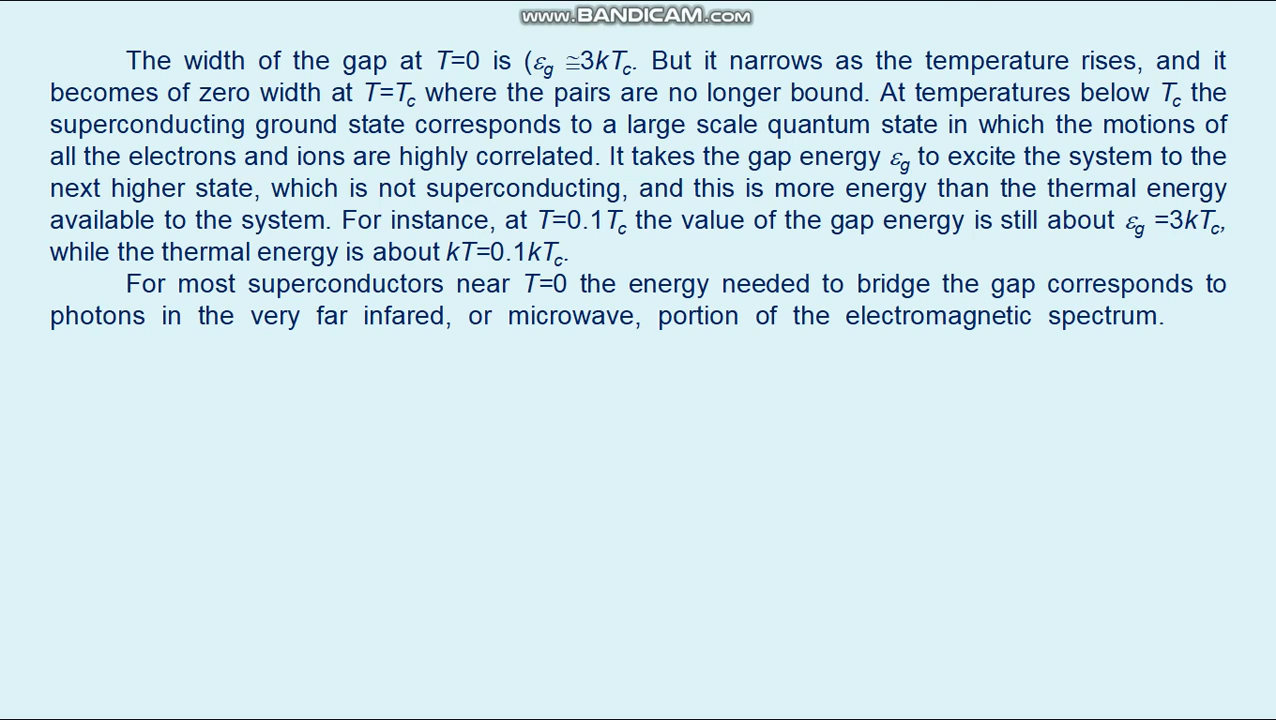 www.BANDICAM.com
The width of the gap at T=0 is (εg ≅3kTc. But it narrows as the temperature rises, and it
becomes of zero width at T=Tc where the pairs are no longer bound. At temperatures below Tc the
superconducting ground state corresponds to a large scale quantum state in which the motions of
all the electrons and ions are highly correlated. It takes the gap energy εg to excite the system to the
next higher state, which is not superconducting, and this is more energy than the thermal energy
available to the system. For instance, at T=0.1Tc the value of the gap energy is still about εg =3kTc,
while the thermal energy is about kT=0.1kTc.
For most superconductors near T=0 the energy needed to bridge the gap corresponds to
photons in the very far infared, or microwave, portion of the electromagnetic spectrum.